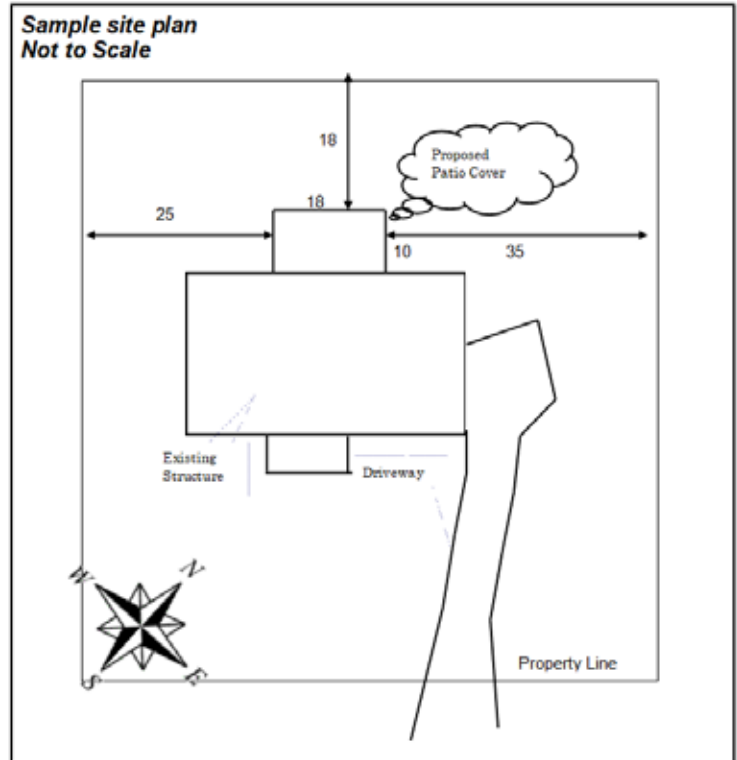 Sample site plan
Not to Scale
18
Proposed
Patio Cover
18
25
10
35
Existing
Structure
Driveway
W
N
S
E
Property Line